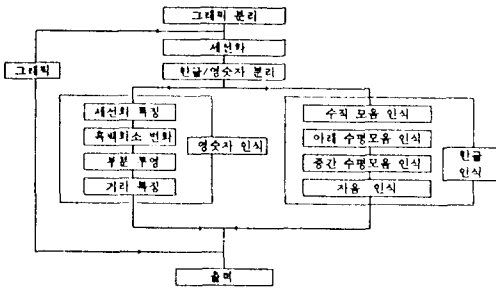 그래픽 분리
세선화
그래픽
한글/영숫자 분리
세선화 특징
흑백화소 변화
부분 투영
거리 특징
영숫자 인식
수직 모음 인식
아래 수평모음 인식
중간 수평모음 인식
자음 인식
한글
인식
출력